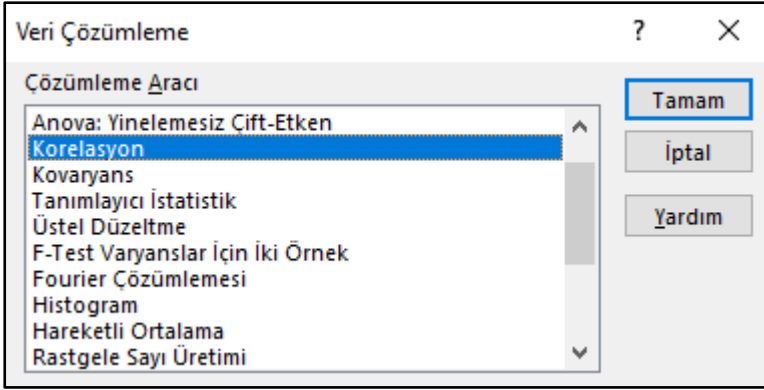 Veri Çözümleme
?
Çözümleme Aracı
Anova: Yinelemesiz Çift-Etken
Korelasyon
Kovaryans
Tanımlayıcı İstatistik
Üstel Düzeltme
F-Test Varyanslar İçin İki Örnek
Fourier Çözümlemesi
Histogram
Hareketli Ortalama
Rastgele Sayı Üretimi
Tamam
İptal
Yardım